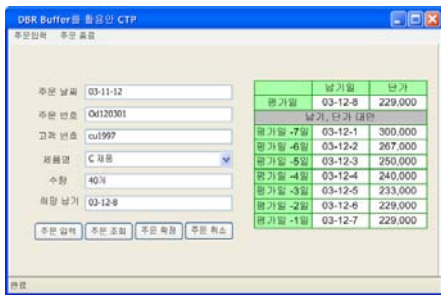 DBR Buffer를 활용한 CTP
주문입력 주문 종료
주문 날짜 03-11-12
주문 번호 Od120301
고객 번호 cu1997
제품명 C 제품
수량 40개
희망 납기 03-12-8
주문 입력 주문 조회 주문 확정 주문 취소
납기일 단가
평가일 03-12-8 229,000
납기, 단가 대안
평가일 -7일 03-12-1 300,000
평가일 -6일 03-12-2 267,000
평가일 -5일 03-12-3 250,000
평가일 -4일 03-12-4 240,000
평가일 -3일 03-12-5 233,000
평가일 -2일 03-12-6 229,000
평가일 -1일 03-12-7 229,000
완료